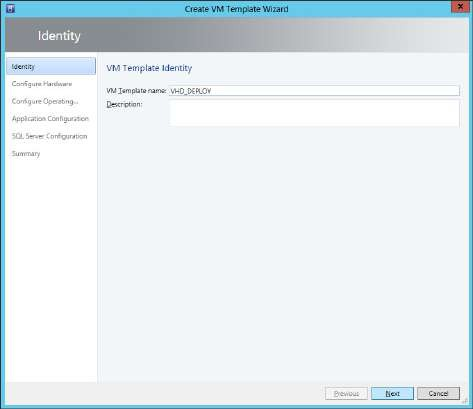 Create VM Template Wizard
Identity
Identity
Configure Hardware
Configure Operating...
Application Configuration
SQL Server Configuration
Summary
VM Template Identity
VM Template name: VHD_DEPLOY
Description:
Previous Next Cancel